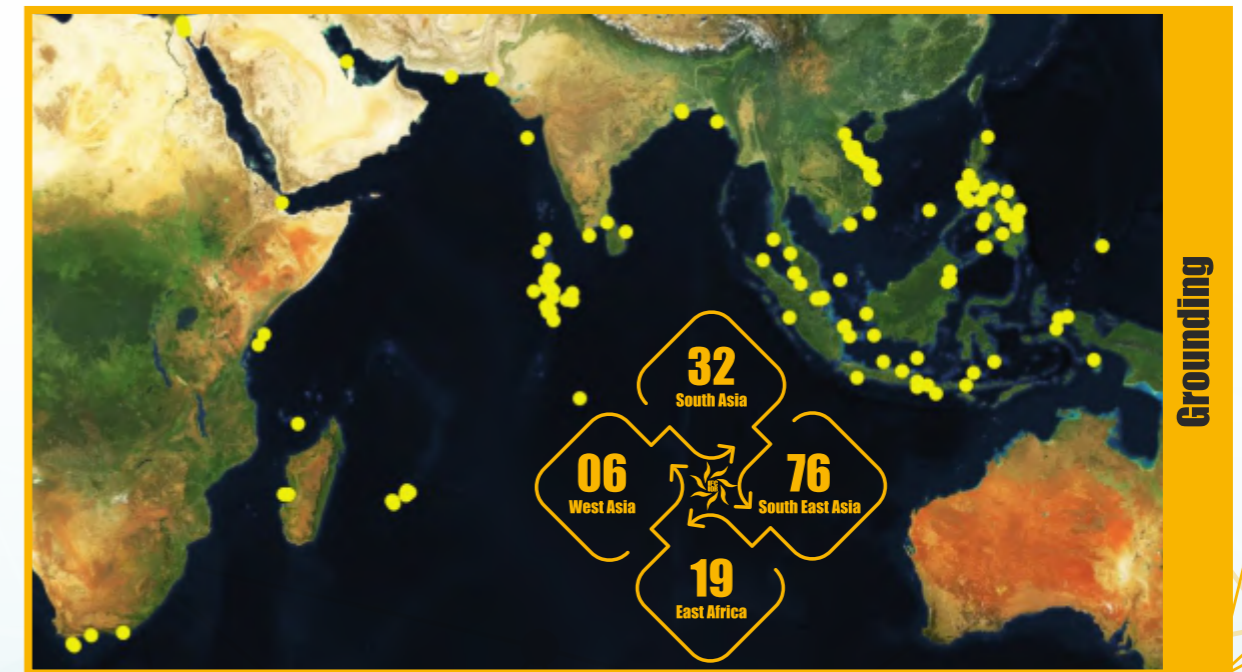 32
South Asia
06
West Asia
76
South East Asia
19
East Africa
Grounding